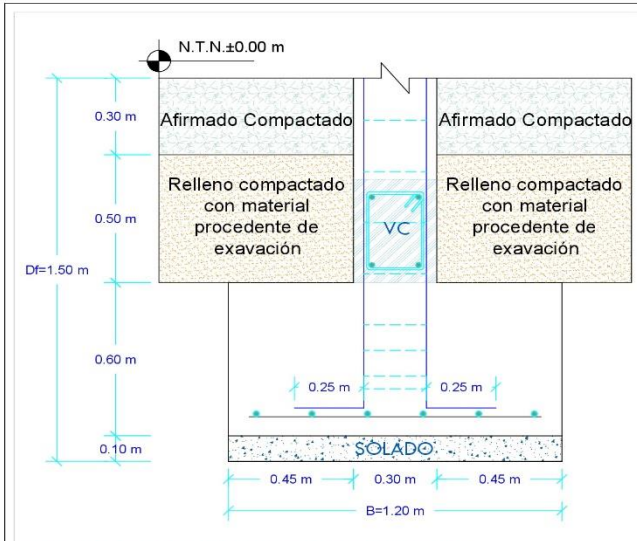 N.T.N.±0.00 m
0.30 m
Afirmado Compactado
Afirmado Compactado
Relleno compactado
con material
procedente de
exavación
VC
Relleno compactado
con material
procedente de
exavación
0.50 m
Df=1.50 m
0.60 m
0.25 m
0.25 m
0.10 m
SOLADO
0.45 m
0.30 m
0.45 m
B=1.20 m